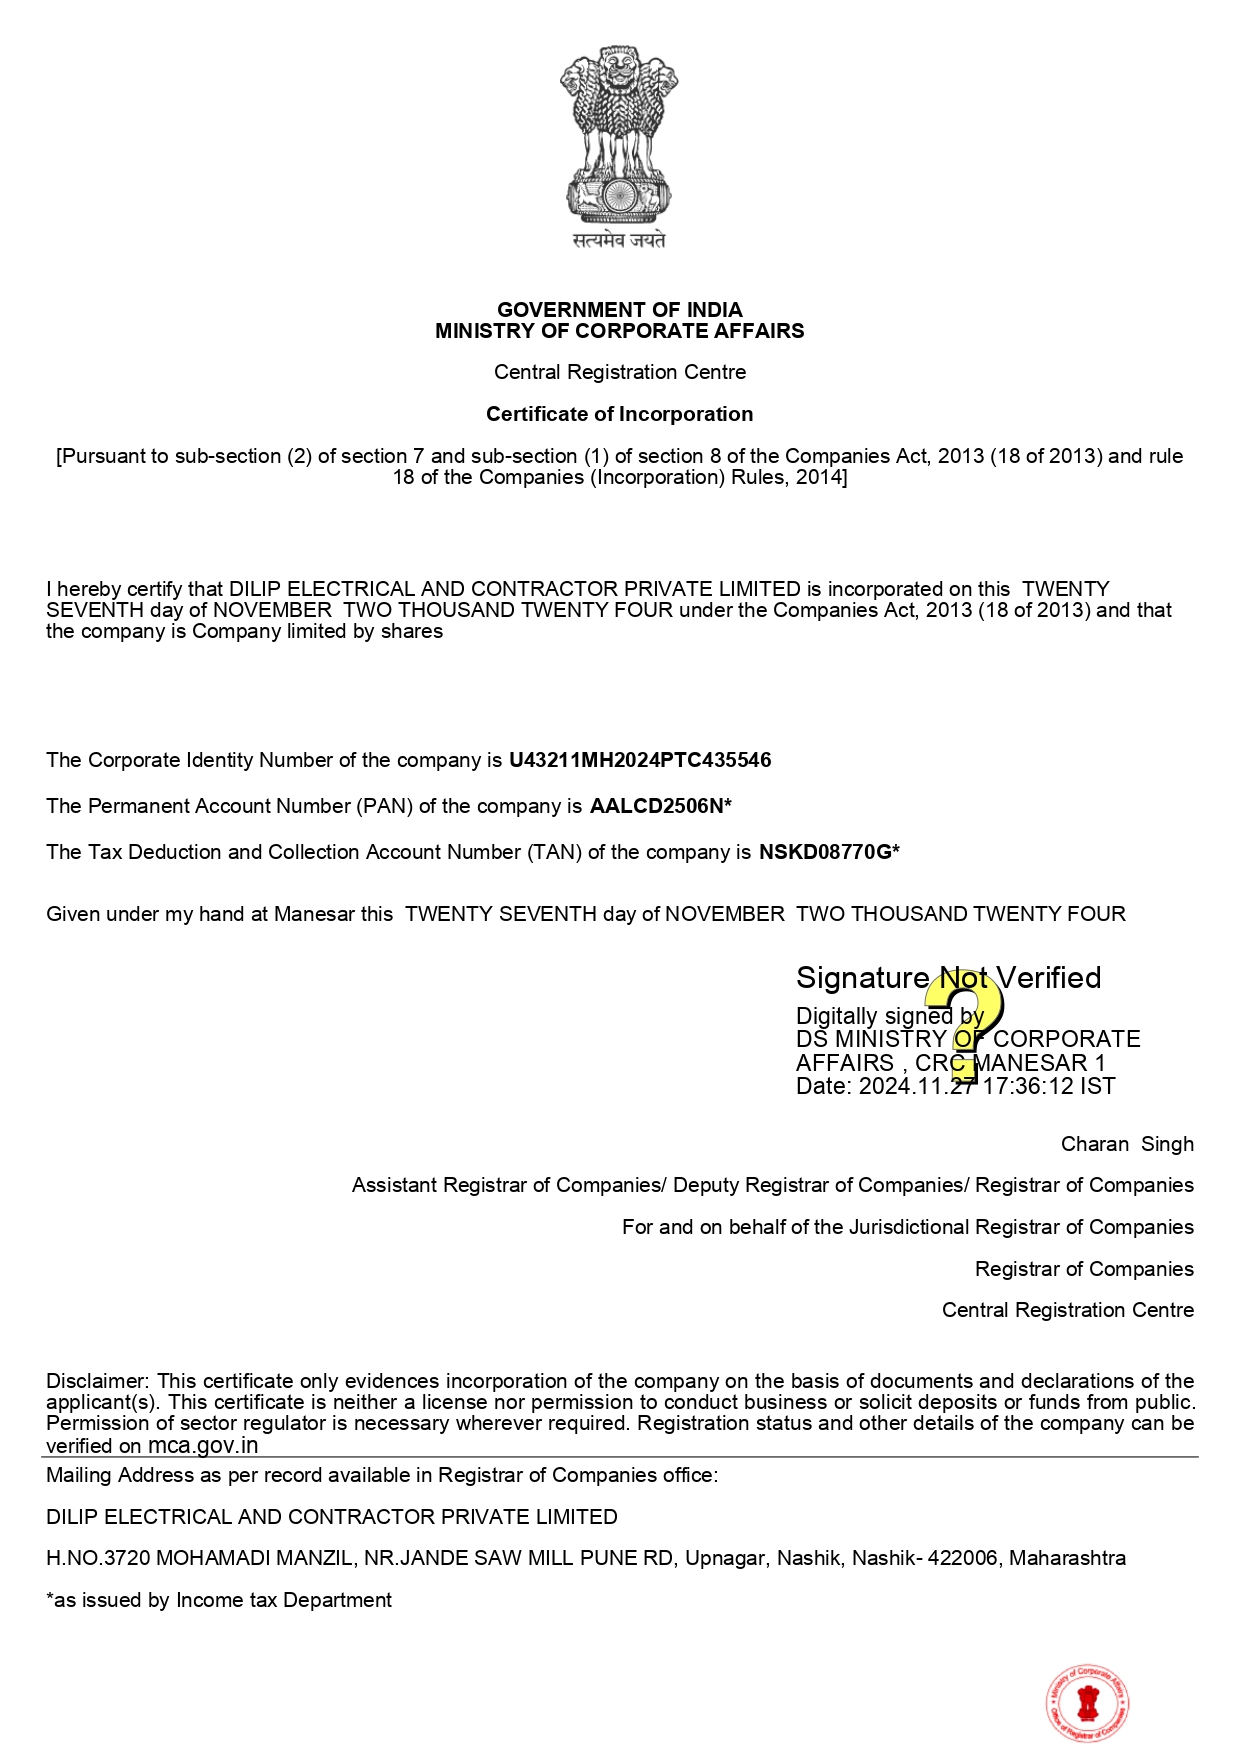 सत्यमेव जयते
GOVERNMENT OF INDIA
MINISTRY OF CORPORATE AFFAIRS
Central Registration Centre
Certificate of Incorporation
[Pursuant to sub-section (2) of section 7 and sub-section (1) of section 8 of the Companies Act, 2013 (18 of 2013) and rule
18 of the Companies (Incorporation) Rules, 2014]
I hereby certify that DILIP ELECTRICAL AND CONTRACTOR PRIVATE LIMITED is incorporated on this  TWENTY
SEVENTH day of NOVEMBER  TWO THOUSAND TWENTY FOUR under the Companies Act, 2013 (18 of 2013) and that
the company is Company limited by shares
The Corporate Identity Number of the company is U43211MH2024PTC435546
The Permanent Account Number (PAN) of the company is AALCD2506N*
The Tax Deduction and Collection Account Number (TAN) of the company is NSKD08770G*
Given under my hand at Manesar this  TWENTY SEVENTH day of NOVEMBER  TWO THOUSAND TWENTY FOUR
Signature Not Verified
Digitally signed by
DS MINISTRY OF CORPORATE
AFFAIRS , CRC MANESAR 1
Date: 2024.11.27 17:36:12 IST
Charan  Singh
Assistant Registrar of Companies/ Deputy Registrar of Companies/ Registrar of Companies
For and on behalf of the Jurisdictional Registrar of Companies
Registrar of Companies
Central Registration Centre
Disclaimer: This certificate only evidences incorporation of the company on the basis of documents and declarations of the
applicant(s). This certificate is neither a license nor permission to conduct business or solicit deposits or funds from public.
Permission of sector regulator is necessary wherever required. Registration status and other details of the company can be
verified on mca.gov.in
Mailing Address as per record available in Registrar of Companies office:
DILIP ELECTRICAL AND CONTRACTOR PRIVATE LIMITED
H.NO.3720 MOHAMADI MANZIL, NR.JANDE SAW MILL PUNE RD, Upnagar, Nashik, Nashik- 422006, Maharashtra
*as issued by Income tax Department
Ministry of Corporate Affairs
Office of Registrar of Companies